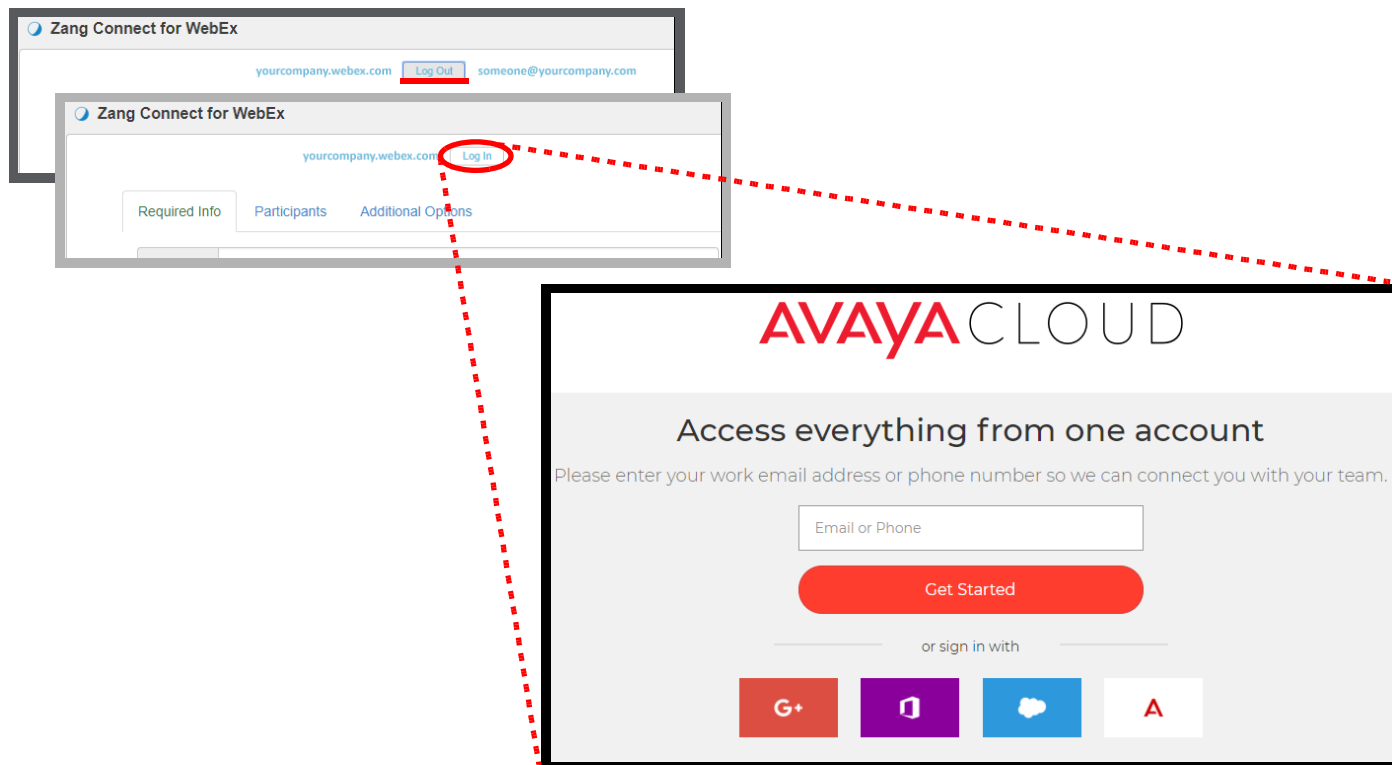 Zang Connect for WebEx
yourcompany.webex.com Log Out someone@yourcompany.com
Zang Connect for WebEx
yourcompany.webex.com Log In
Required Info Participants Additional Options
AVAYA CLOUD
Access everything from one account
Please enter your work email address or phone number so we can connect you with your team.
Email or Phone
Get Started
or sign in with
G+